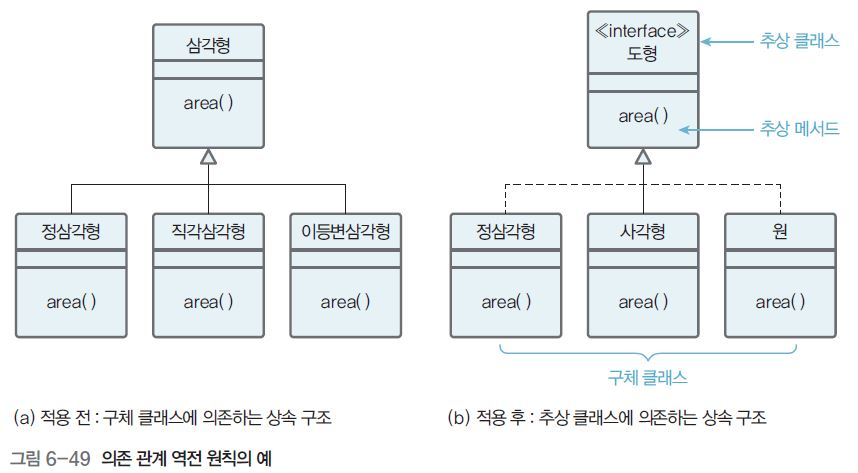 삼각형
area( )
정삼각형
area( )
직각삼각형
area( )
이등변삼각형
area( )
(a) 적용 전 : 구체 클래스에 의존하는 상속 구조
≪interface≫
도형
area( )
추상 클래스
추상 메서드
정삼각형
area( )
사각형
area( )
원
area( )
구체 클래스
(b) 적용 후 : 추상 클래스에 의존하는 상속 구조
그림 6-49 의존 관계 역전 원칙의 예